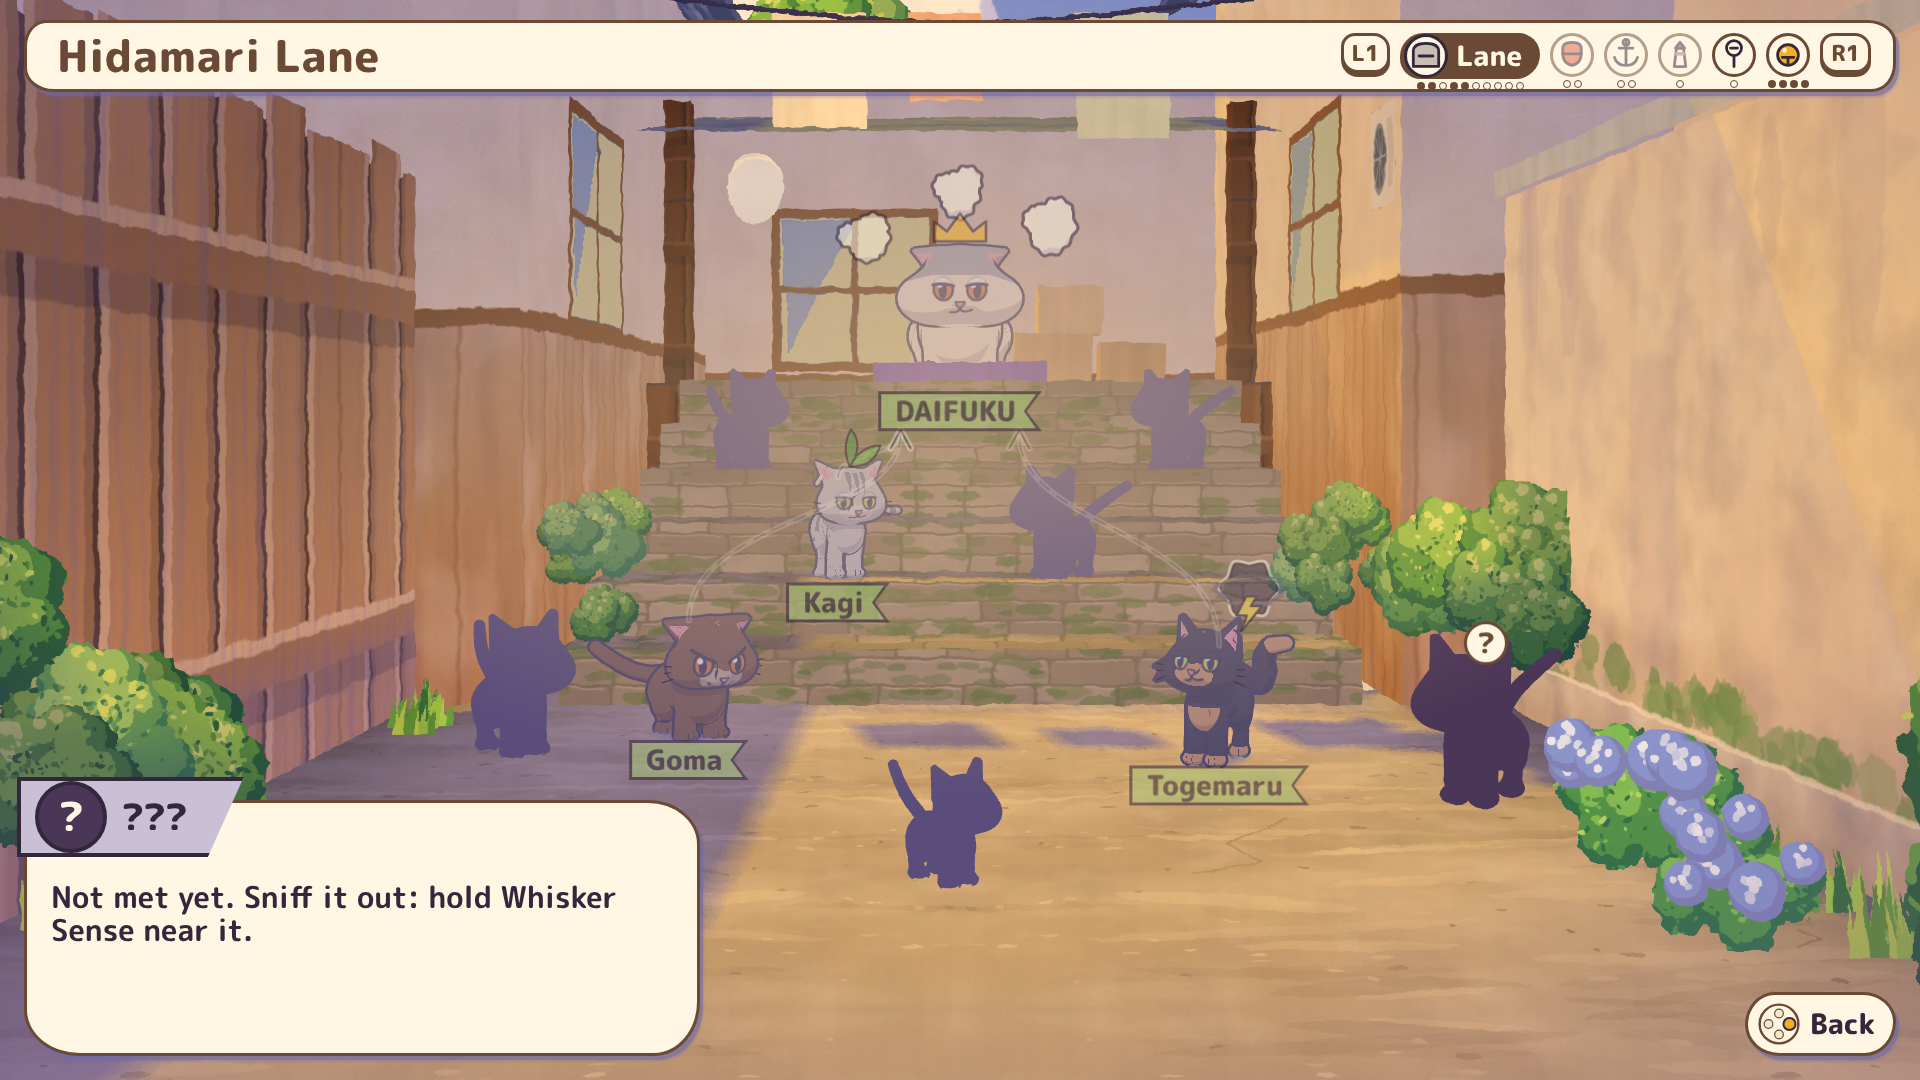 Hidamari Lane
L1
Lane
R1
DAIFUKU
Kagi
?
Goma
Togemaru
? ???
Not met yet. Sniff it out: hold Whisker
Sense near it.
Back